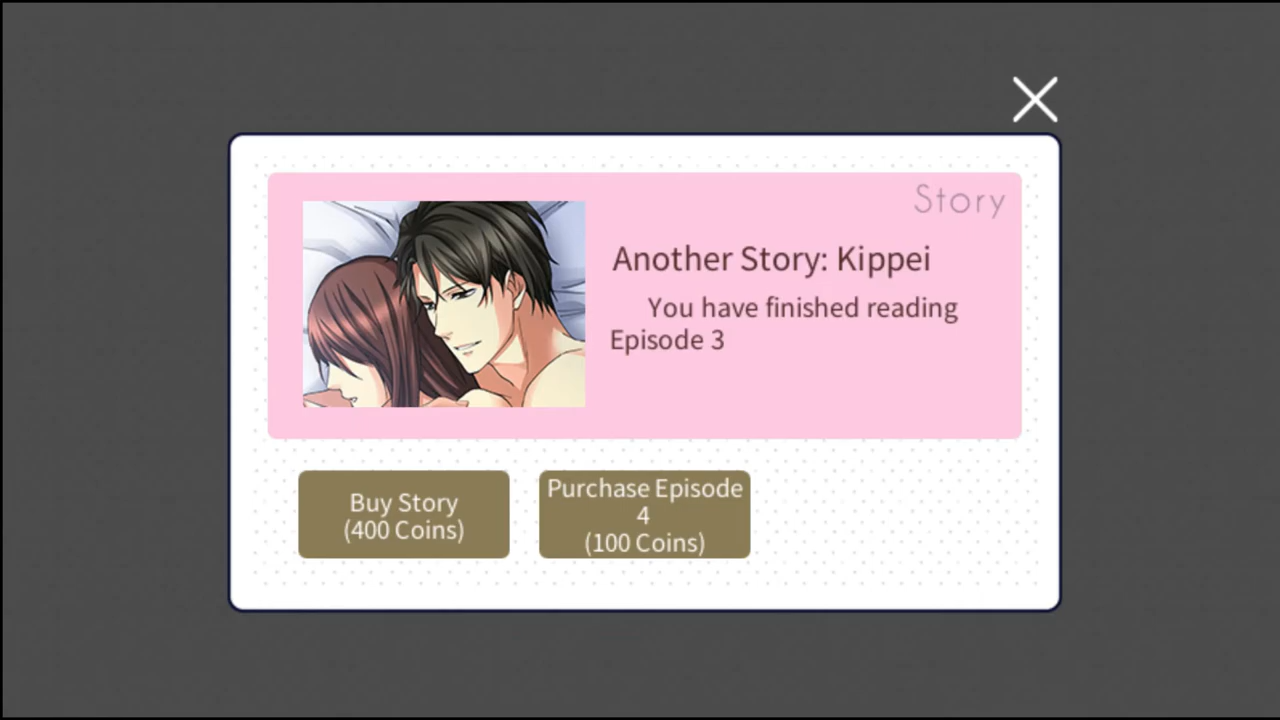 Story
Another Story: Kippei
You have finished reading
Episode 3
Buy Story
(400 Coins)
Purchase Episode
4
(100 Coins)